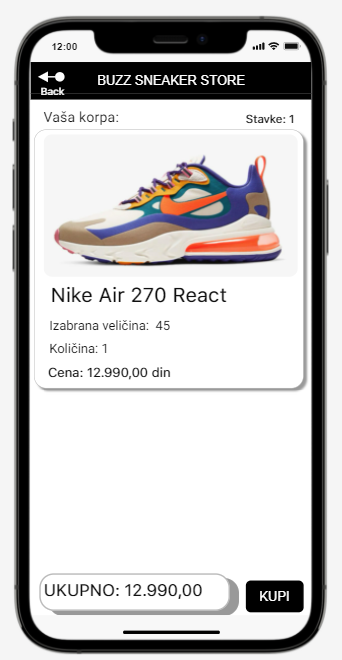 12:00
BUZZ SNEAKER STORE
Back
Vaša korpa:
Stavke: 1
Nike Air 270 React
Izabrana veličina: 45
Količina: 1
Cena: 12.990,00 din
UKUPNO: 12.990,00
KUPI